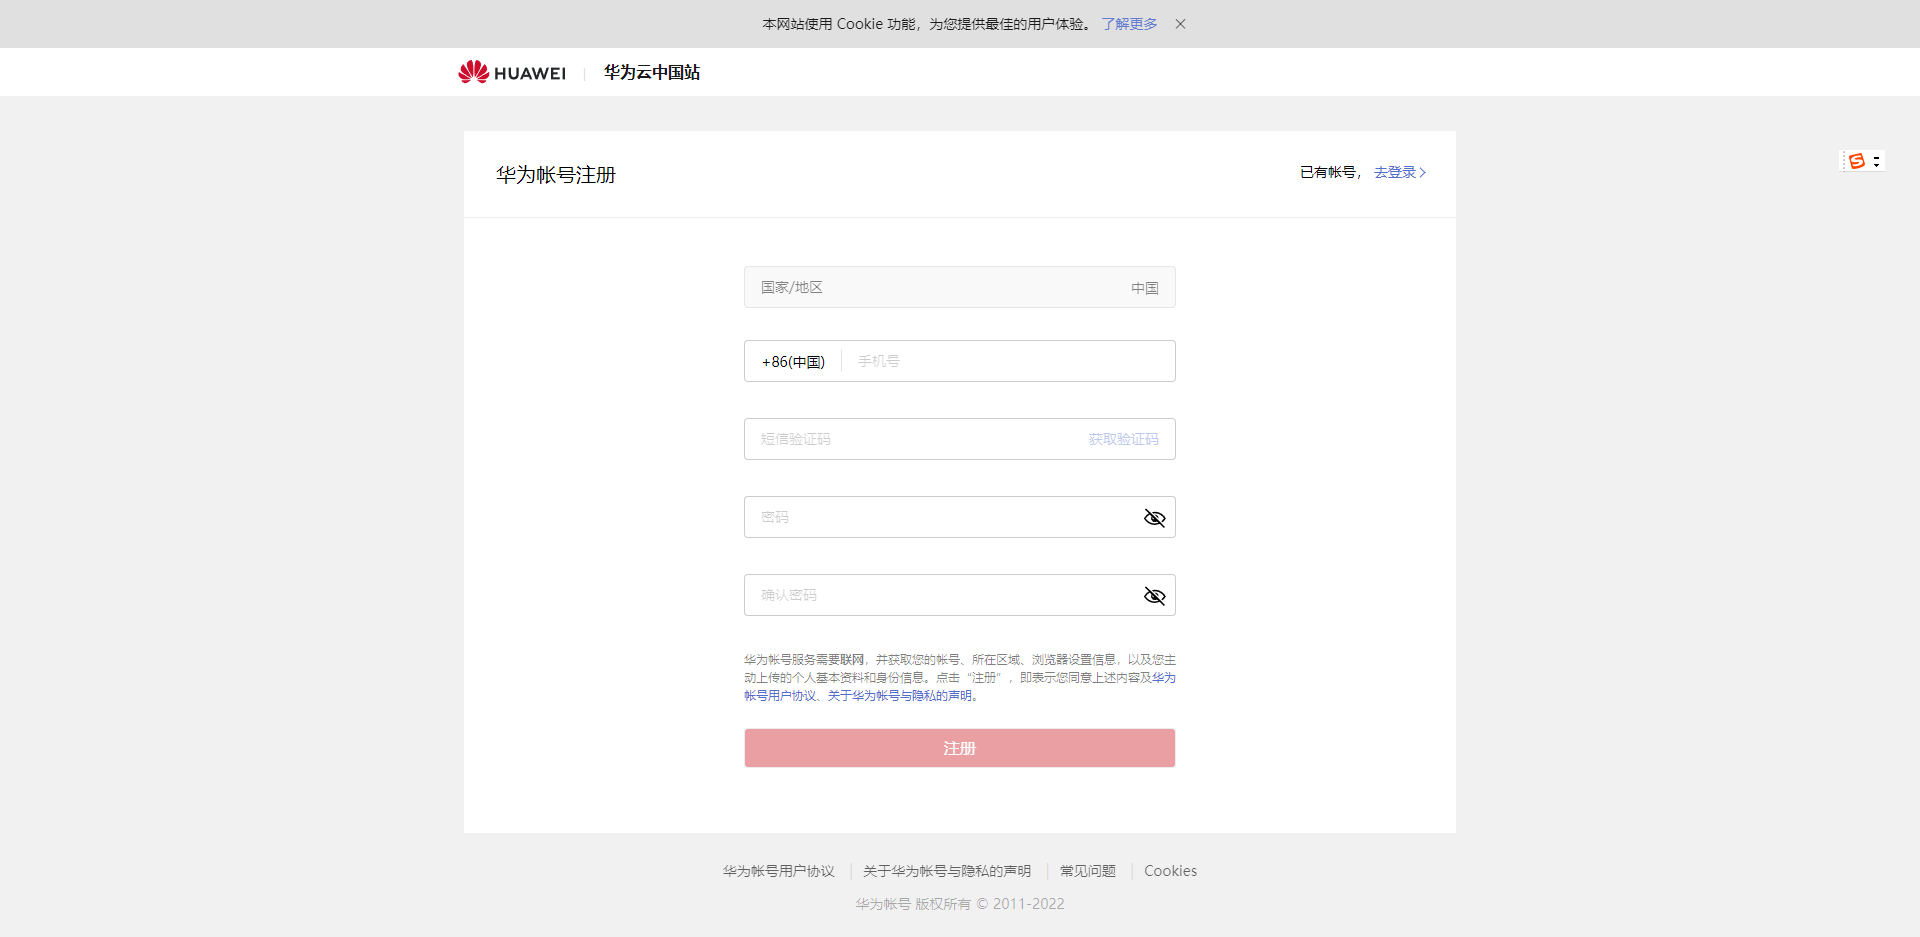 本网站使用 Cookie 功能，为您提供最佳的用户体验。 了解更多
HUAWEI | 华为云中国站
华为帐号注册
已有帐号， 去登录
国家/地区 中国
+86(中国) 手机号
短信验证码 获取验证码
密码
确认密码
华为帐号服务需要联网，并获取您的帐号、所在区域、浏览器设置信息，以及您主
动上传的个人基本资料和身份信息。点击“注册”，即表示您同意上述内容及华为
帐号用户协议、关于华为帐号与隐私的声明。
注册
华为帐号用户协议 | 关于华为帐号与隐私的声明 | 常见问题 | Cookies
华为帐号 版权所有 © 2011-2022